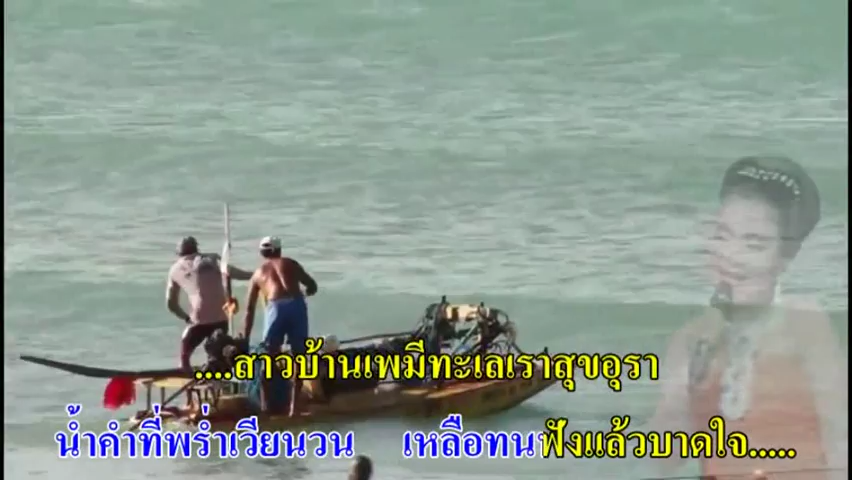 ....สาวบ้านเพมีทะเลเราสุขอุรา
น้ำคำที่พร่ำเวียนวน เหลือทน ฟังแล้วบาดใจ.....